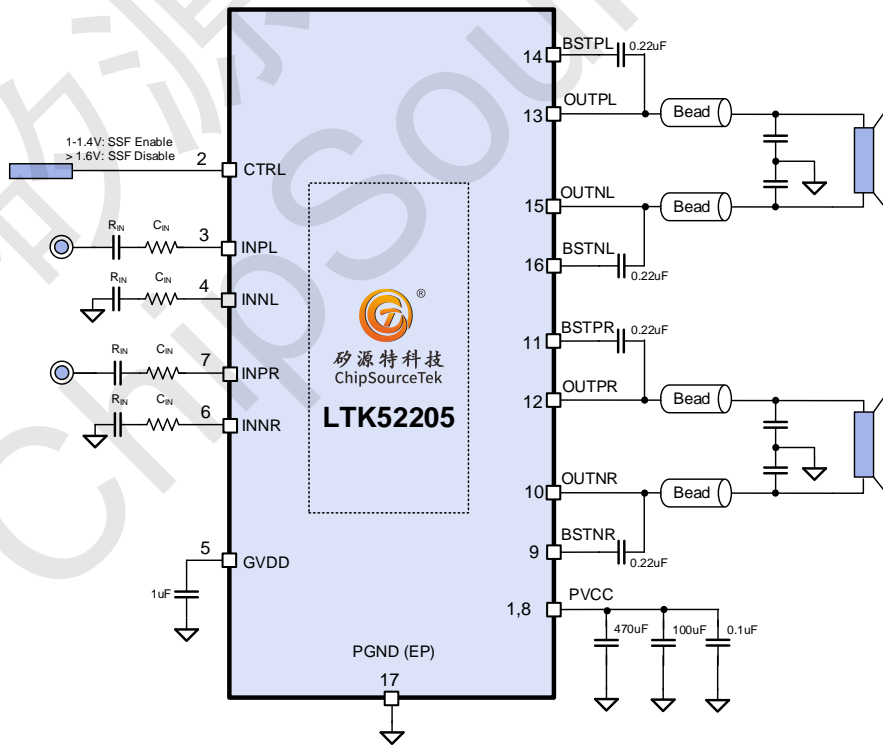 14
BSTPL
0.22uF
13
OUTPL
Bead
1-1.4V: SSF Enable
> 1.6V: SSF Disable
2
CTRL
15
OUTNL
Bead
RIN
CIN
3
INPL
16
BSTNL
0.22uF
RIN
CIN
4
INNL
®
矽源特科技
ChipSourceTek
LTK52205
11
BSTPR
0.22uF
RIN
CIN
7
INPR
12
OUTPR
Bead
RIN
CIN
6
INNR
10
OUTNR
Bead
9
BSTNR
0.22uF
5
GVDD
1uF
1,8
PVCC
470uF
100uF
0.1uF
PGND (EP)
17